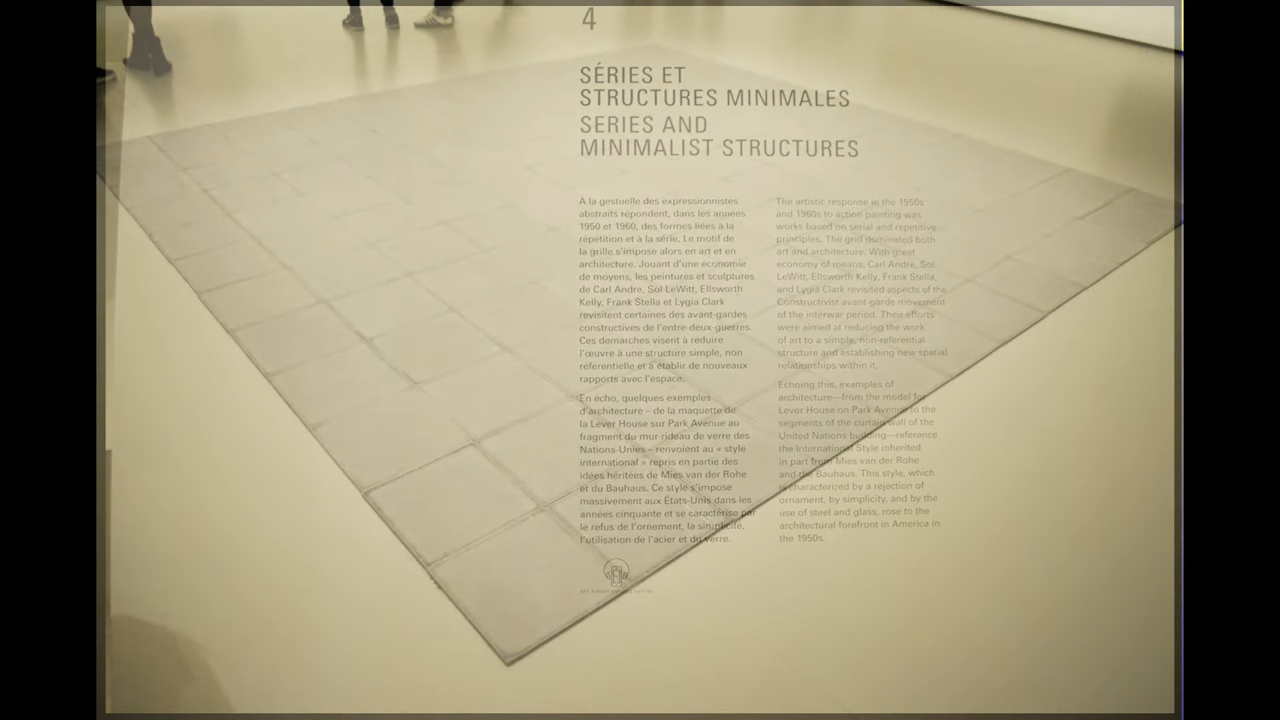 4
SÉRIES ET
STRUCTURES MINIMALES
SERIES AND
MINIMALIST STRUCTURES
À la gestuelle des expressionnistes
abstraits répondent, dans les années
1950 et 1960, des formes liées à la
répétition et à la série. Le motif de
la grille s'impose alors en art et en
architecture. Jouant d'une économie
de moyens, les peintures et sculptures
de Carl Andre, Sol LeWitt, Ellsworth
Kelly, Frank Stella et Lygia Clark
revisitent certaines des avant-gardes
constructives de l'entre-deux-guerres.
Ces démarches visent à réduire
l'œuvre à une structure simple, non
référentielle et à établir de nouveaux
rapports avec l'espace.
En écho, quelques exemples
d'architecture – de la maquette de
la Lever House sur Park Avenue au
fragment du mur-rideau de verre des
Nations-Unies – renvoient au « style
international » repris en partie des
idées héritées de Mies van der Rohe
et du Bauhaus. Ce style s'impose
massivement aux États-Unis dans les
années cinquante et se caractérise par
le refus de l'ornement, la simplicité,
l'utilisation de l'acier et du verre.
The artistic response in the 1950s
and 1960s to action painting was
works based on serial and repetitive
principles. The grid dominated both
art and architecture. With great
economy of means, Carl Andre, Sol
LeWitt, Ellsworth Kelly, Frank Stella,
and Lygia Clark revisited aspects of the
Constructivist avant-garde movement
of the interwar period. Their efforts
were aimed at reducing the work
of art to a simple, non-referential
structure and establishing new spatial
relationships within it.
Echoing this, examples of
architecture—from the model for
Lever House on Park Avenue to the
segments of the curtain wall of the
United Nations building—reference
the International Style inherited
in part from Mies van der Rohe
and the Bauhaus. This style, which
is characterized by a rejection of
ornament, by simplicity, and by the
use of steel and glass, rose to the
architectural forefront in America in
the 1950s.